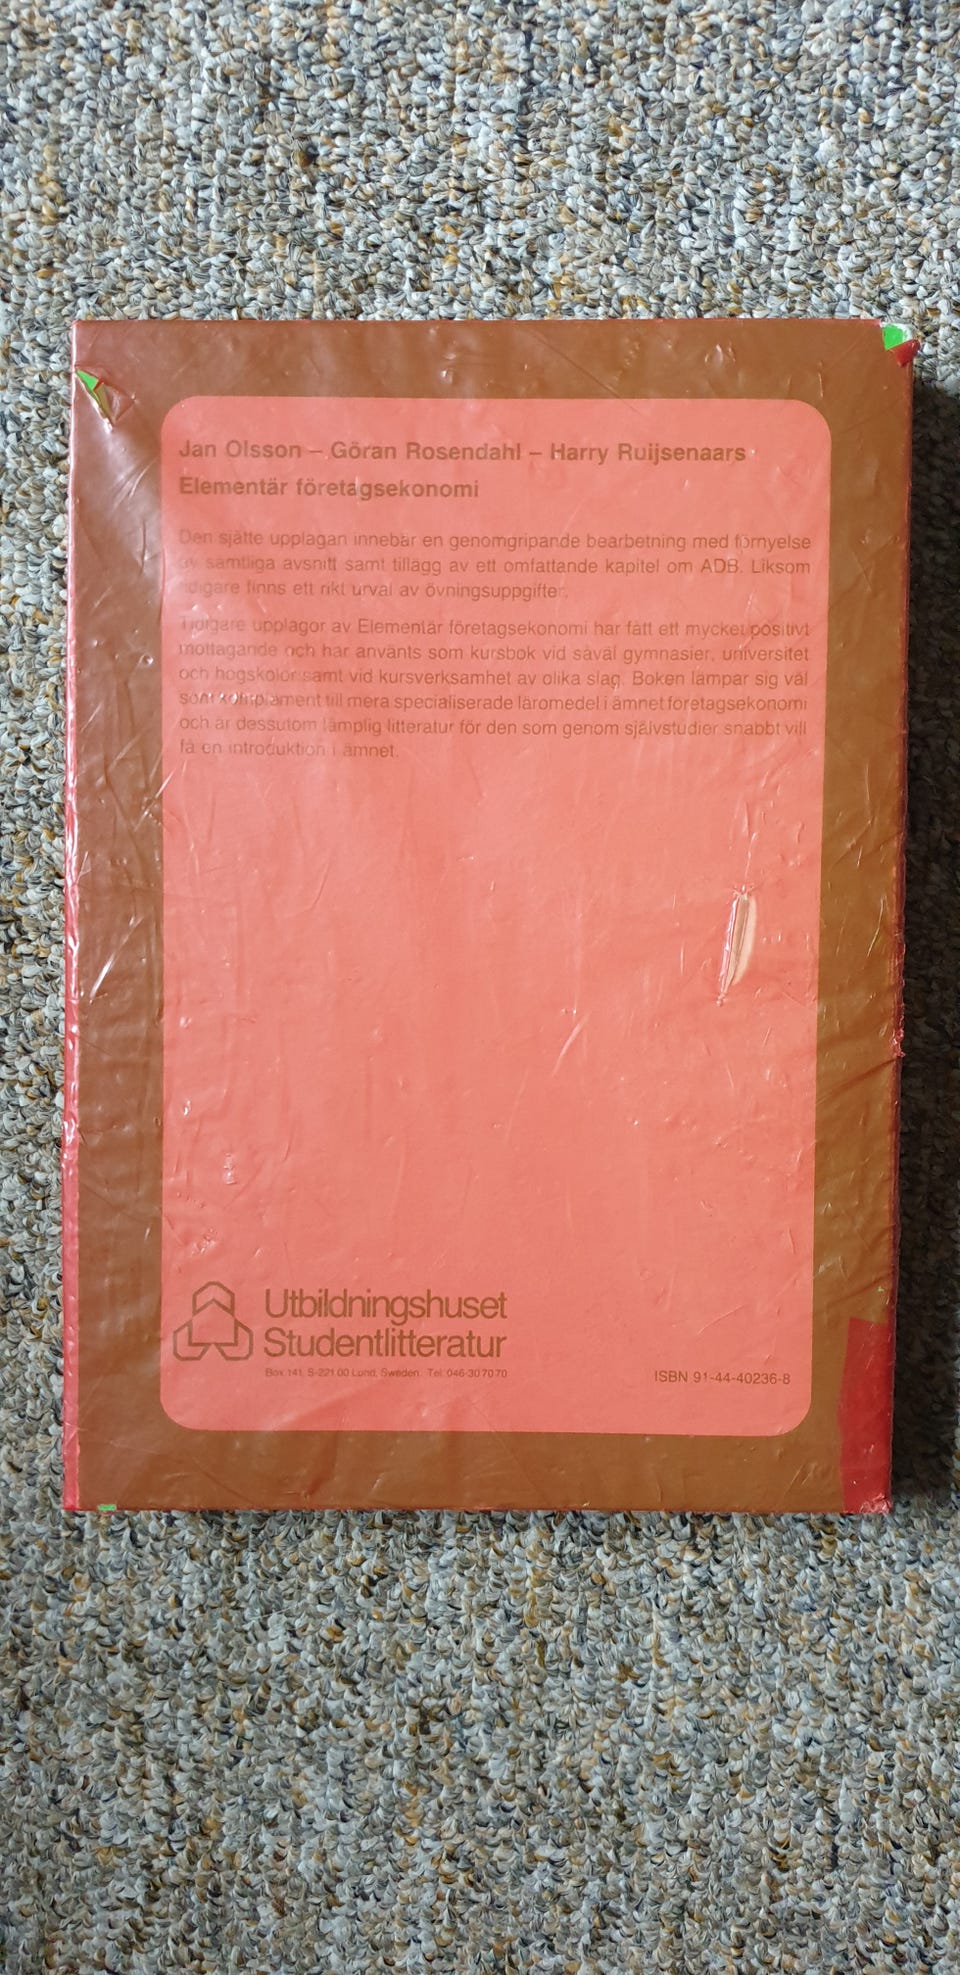 Jan Olsson – Göran Rosendahl – Harry Ruijsenaars
Elementär företagsekonomi
Den sjätte upplagan innebär en genomgripande bearbetning med förnyelse
av samtliga avsnitt samt tillägg av ett omfattande kapitel om ADB. Liksom
tidigare finns ett rikt urval av övningsuppgifter.
Tidigare upplagor av Elementär företagsekonomi har fått ett mycket positivt
mottagande och har använts som kursbok vid såväl gymnasier, universitet
och högskolor samt vid kursverksamhet av olika slag. Boken lämpar sig väl
som komplement till mera specialiserade läromedel i ämnet företagsekonomi
och är dessutom lämplig litteratur för den som genom självstudier snabbt vill
få en introduktion i ämnet.
Utbildningshuset
Studentlitteratur
Box 141, S-221 00 Lund, Sweden. Tel. 046-30 70 70
ISBN 91-44-40236-8